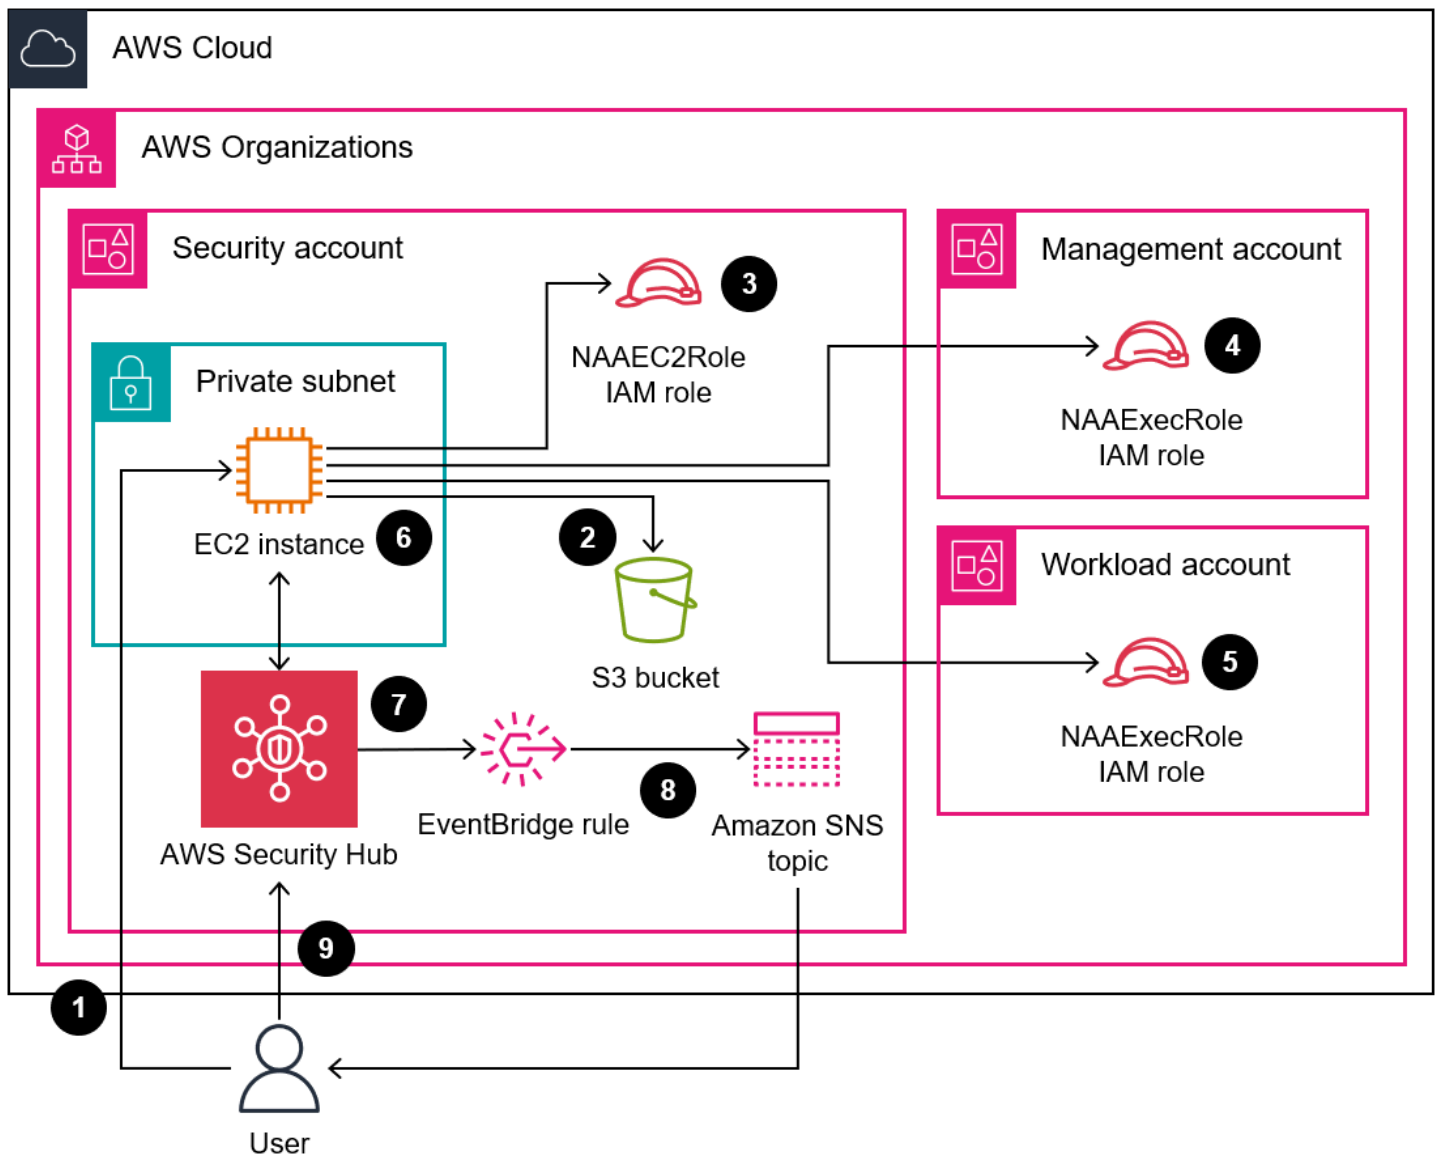 AWS Cloud
AWS Organizations
Security account
Management account
3
NAAEC2Role
IAM role
4
NAAExecRole
IAM role
Private subnet
EC2 instance
6
2
S3 bucket
Workload account
5
NAAExecRole
IAM role
7
AWS Security Hub
EventBridge rule
8
Amazon SNS
topic
9
1
User